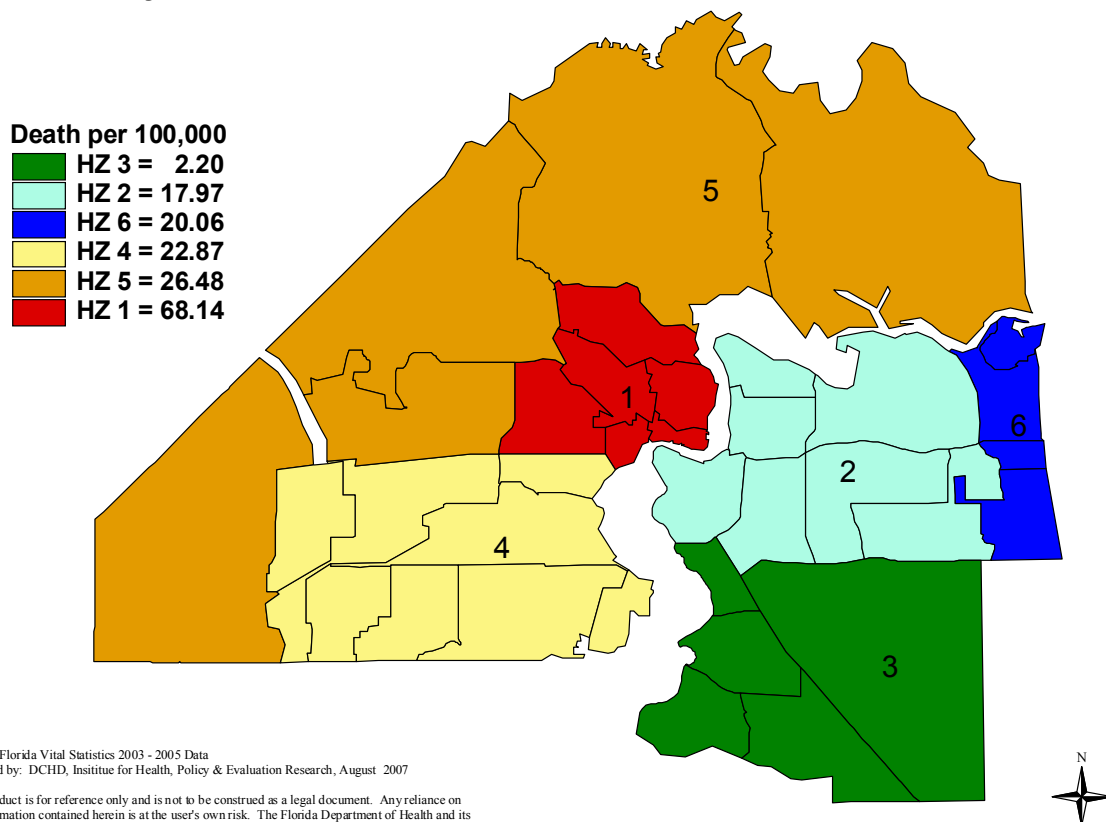 Death per 100,000
HZ 3 = 2.20
HZ 2 = 17.97
HZ 6 = 20.06
HZ 4 = 22.87
HZ 5 = 26.48
HZ 1 = 68.14
5
1
6
2
4
3
Florida Vital Statistics 2003 - 2005 Data
d by: DCHD, Insititue for Health, Policy & Evaluation Research, August 2007
duct is for reference only and is not to be construed as a legal document. Any reliance on
mation contained herein is at the user's own risk. The Florida Department of Health and its
N